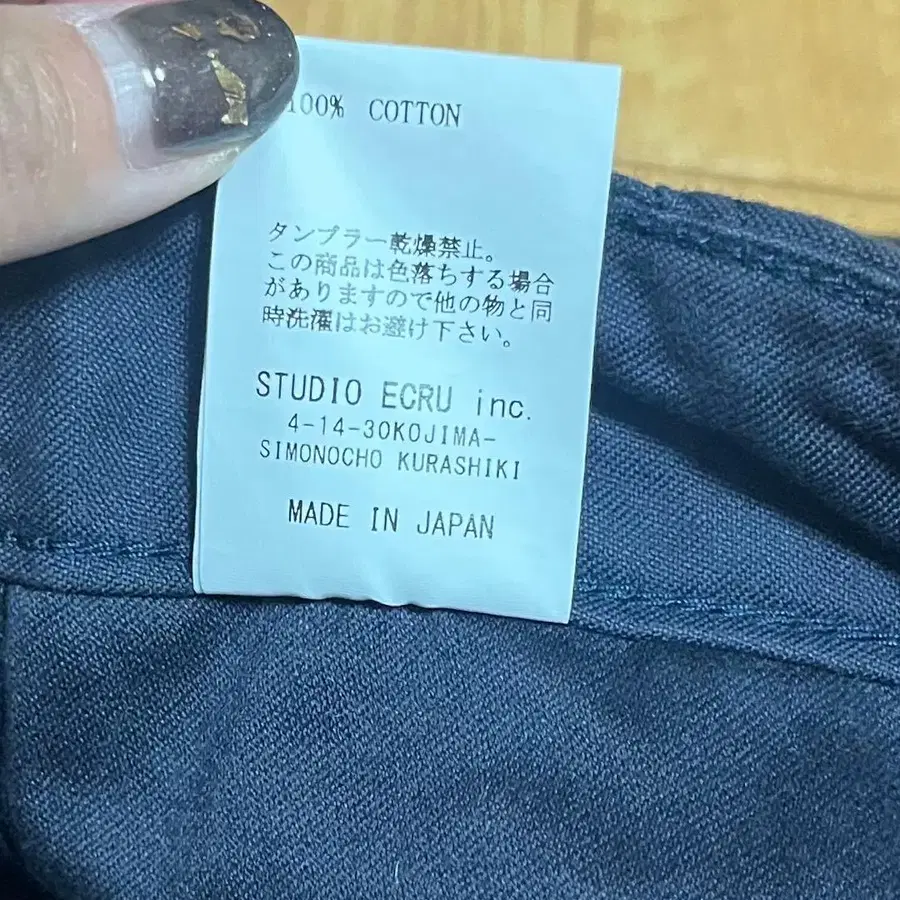 100% COTTON
タンブラー乾燥禁止。
この商品は色落ちする場合
がありますので他の物と同
時洗濯はお避け下さい。
STUDIO ECRU inc.
4-14-30KOJIMA-
SIMONOCHO KURASHIKI
MADE IN JAPAN